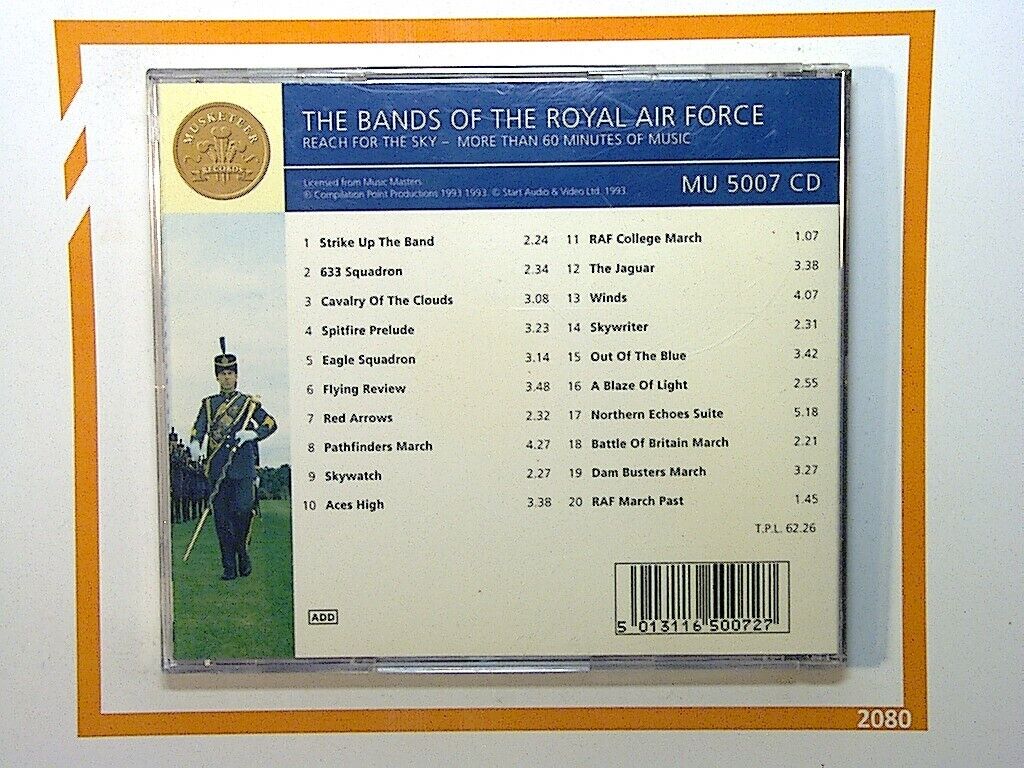 MUSKETEER
RECORDS
THE BANDS OF THE ROYAL AIR FORCE
REACH FOR THE SKY – MORE THAN 60 MINUTES OF MUSIC
Licensed from Music Masters.
℗ Compilation Point Productions 1993 1993. © Start Audio & Video Ltd. 1993.
MU 5007 CD
1 Strike Up The Band 2.24
2 633 Squadron 2.34
3 Cavalry Of The Clouds 3.08
4 Spitfire Prelude 3.23
5 Eagle Squadron 3.14
6 Flying Review 3.48
7 Red Arrows 2.32
8 Pathfinders March 4.27
9 Skywatch 2.27
10 Aces High 3.38
11 RAF College March 1.07
12 The Jaguar 3.38
13 Winds 4.07
14 Skywriter 2.31
15 Out Of The Blue 3.42
16 A Blaze Of Light 2.55
17 Northern Echoes Suite 5.18
18 Battle Of Britain March 2.21
19 Dam Busters March 3.27
20 RAF March Past 1.45
T.P.L. 62.26
ADD
5 013116 500727
2080